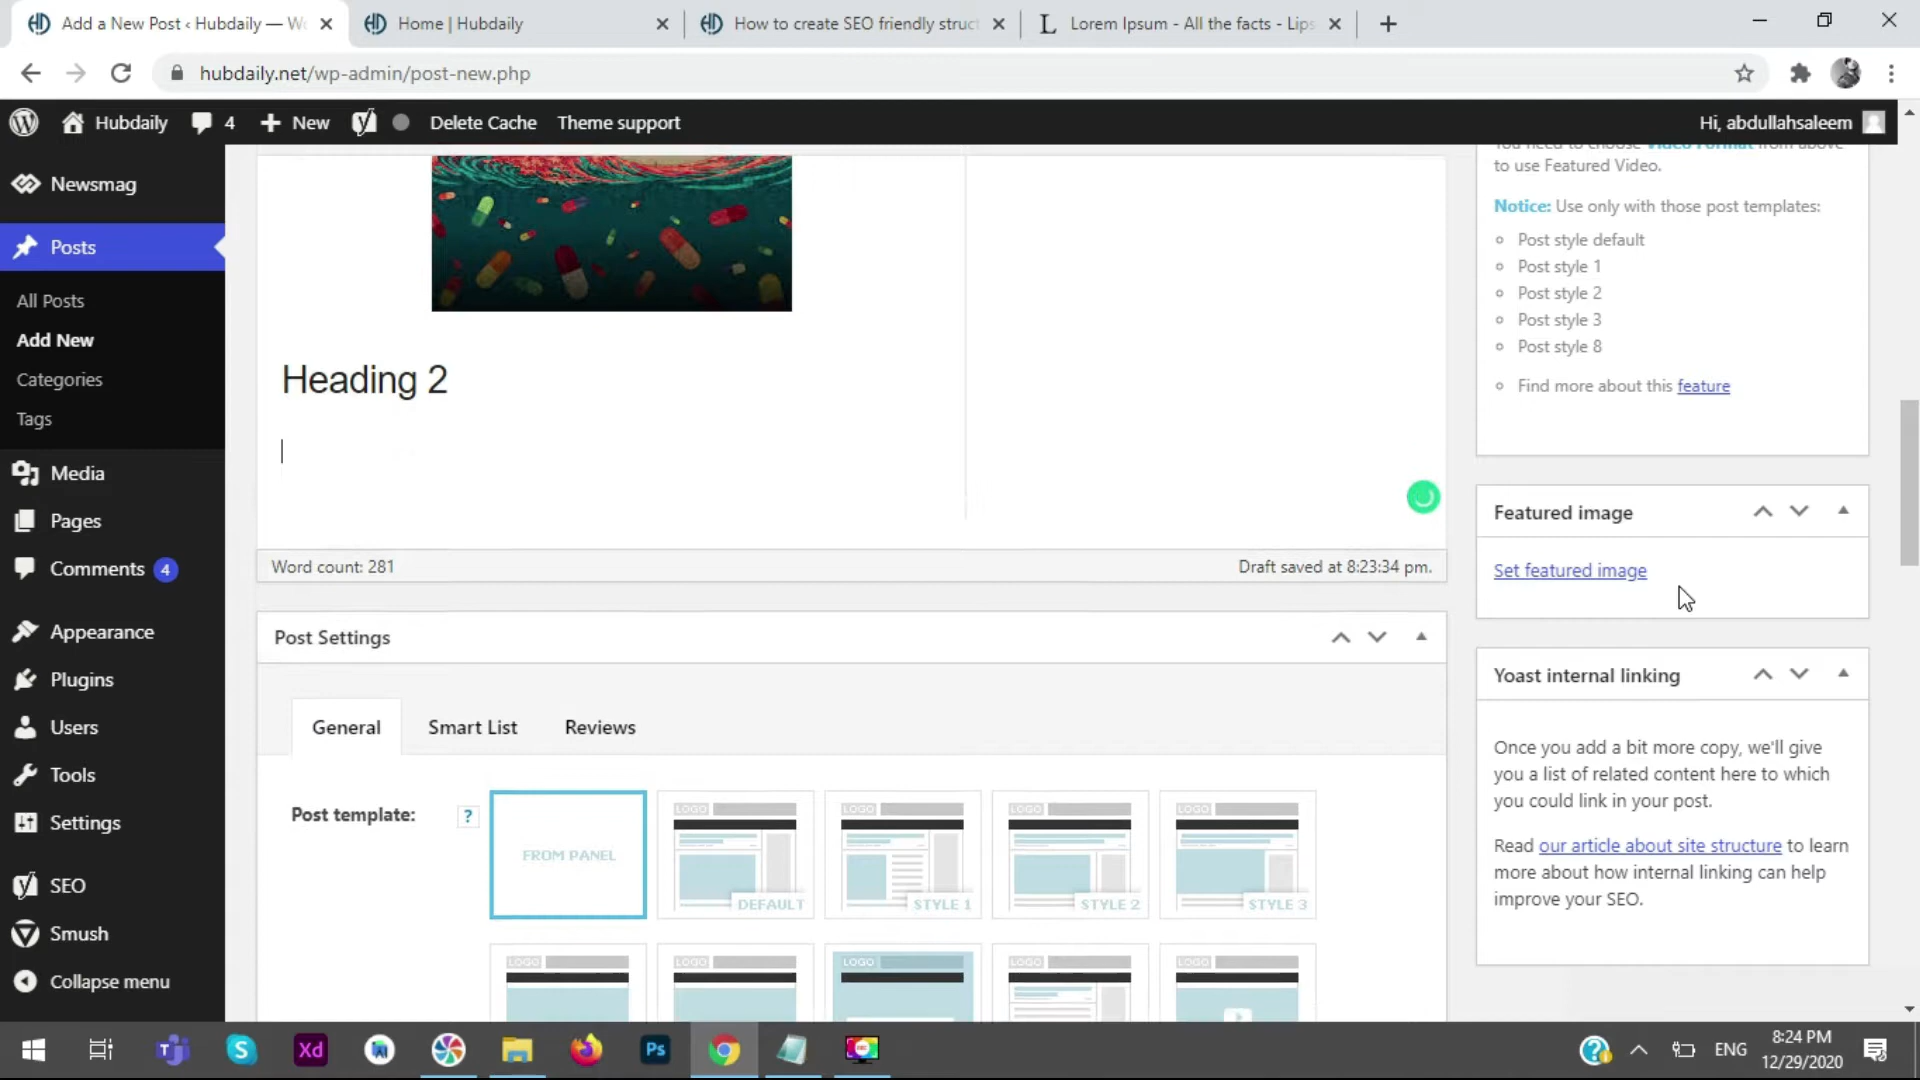 Add a New Post ‹ Hubdaily — Wo
Home | Hubdaily
How to create SEO friendly struct
Lorem Ipsum - All the facts - Lips
hubdaily.net/wp-admin/post-new.php
Hubdaily
4
New
Delete Cache
Theme support
Hi, abdullahsaleem
Newsmag
Posts
All Posts
Add New
Categories
Tags
Media
Pages
Comments 4
Appearance
Plugins
Users
Tools
Settings
SEO
Smush
Collapse menu
Heading 2
Word count: 281
Draft saved at 8:23:34 pm.
Post Settings
General
Smart List
Reviews
Post template:
?
FROM PANEL
LOGO
DEFAULT
LOGO
STYLE 1
LOGO
STYLE 2
LOGO
STYLE 3
LOGO
LOGO
LOGO
LOGO
LOGO
You need to choose Video Format from above
to use Featured Video.
Notice: Use only with those post templates:
Post style default
Post style 1
Post style 2
Post style 3
Post style 8
Find more about this feature
Featured image
Set featured image
Yoast internal linking
Once you add a bit more copy, we'll give
you a list of related content here to which
you could link in your post.
Read our article about site structure to learn
more about how internal linking can help
improve your SEO.
Xd
Ps
ENG
8:24 PM
12/29/2020